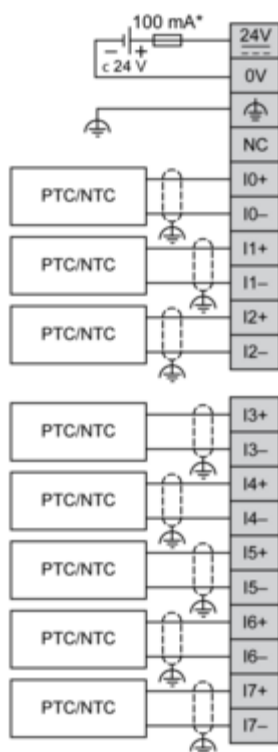 100 mA*
24V
– +
c 24 V
0V
NC
PTC/NTC
I0+
I0–
PTC/NTC
I1+
I1–
PTC/NTC
I2+
I2–
PTC/NTC
I3+
I3–
PTC/NTC
I4+
I4–
PTC/NTC
I5+
I5–
PTC/NTC
I6+
I6–
PTC/NTC
I7+
I7–